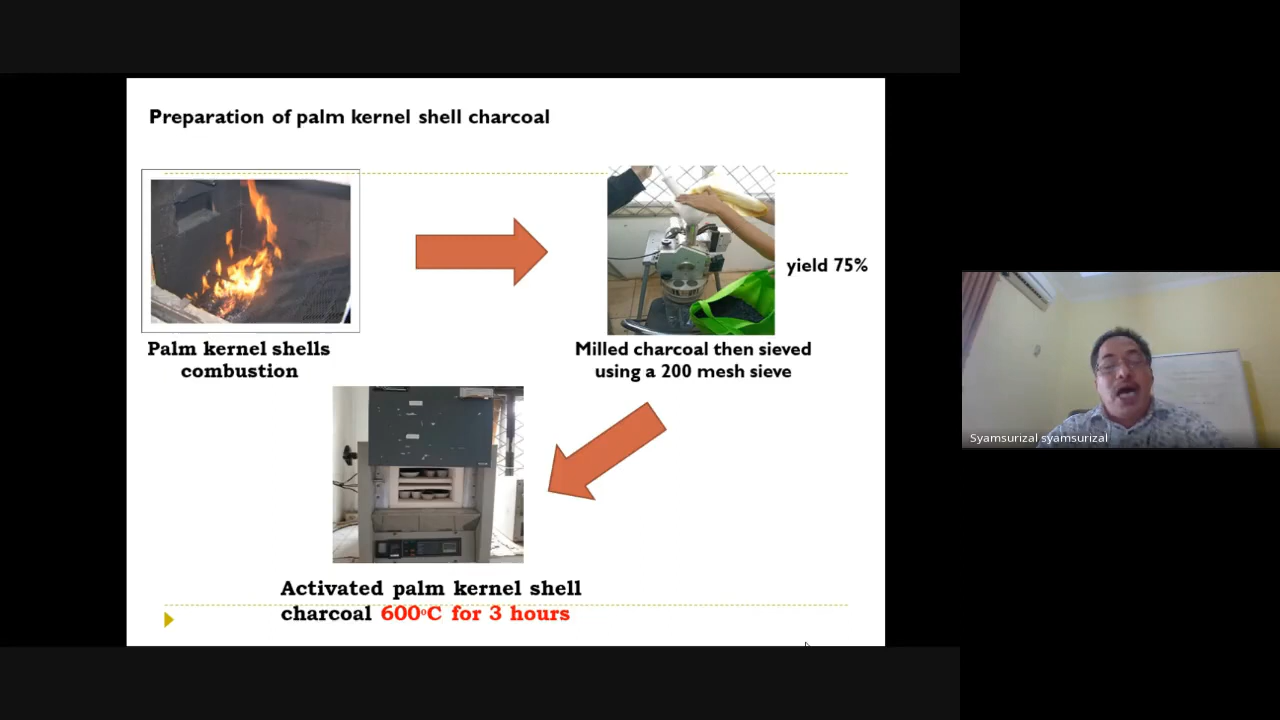 Preparation of palm kernel shell charcoal
yield 75%
Palm kernel shells
combustion
Milled charcoal then sieved
using a 200 mesh sieve
Activated palm kernel shell
charcoal 600°C for 3 hours
Syamsurizal syamsurizal